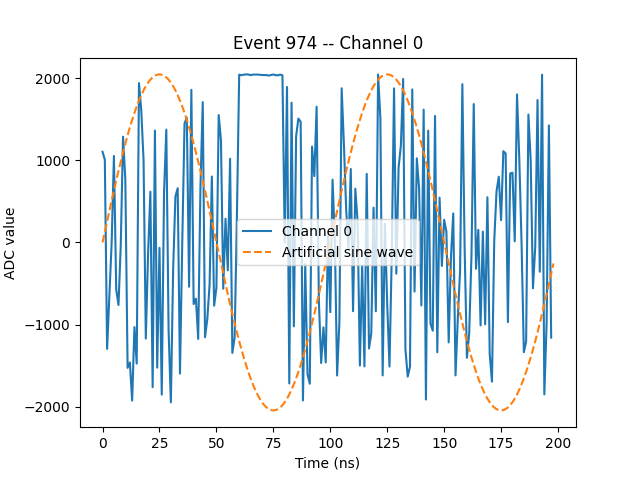 Event 974 -- Channel 0
ADC value
2000
1000
0
−1000
−2000
Channel 0
Artificial sine wave
0 25 50 75 100 125 150 175 200
Time (ns)